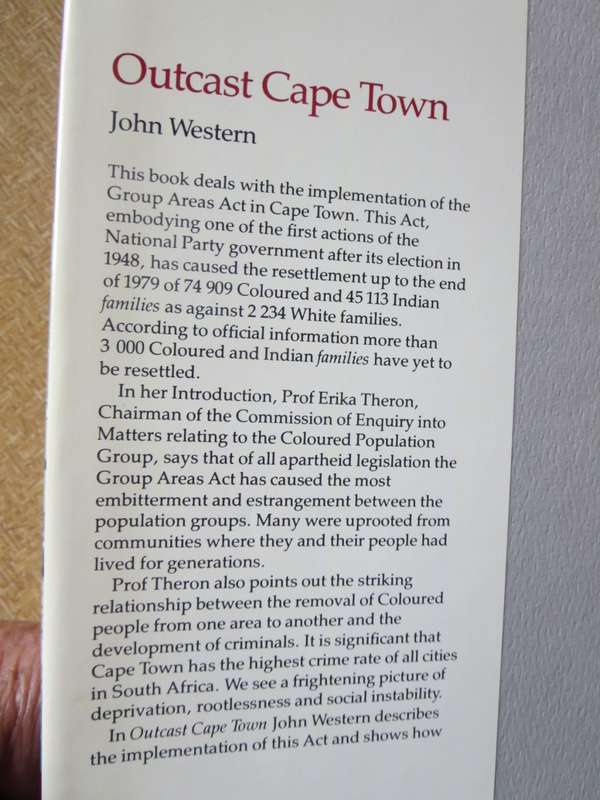 Outcast Cape Town
John Western
This book deals with the implementation of the
Group Areas Act in Cape Town. This Act,
embodying one of the first actions of the
National Party government after its election in
1948, has caused the resettlement up to the end
of 1979 of 74 909 Coloured and 45 113 Indian
families as against 2 234 White families.
According to official information more than
3 000 Coloured and Indian families have yet to
be resettled.
In her Introduction, Prof Erika Theron,
Chairman of the Commission of Enquiry into
Matters relating to the Coloured Population
Group, says that of all apartheid legislation the
Group Areas Act has caused the most
embitterment and estrangement between the
population groups. Many were uprooted from
communities where they and their people had
lived for generations.
Prof Theron also points out the striking
relationship between the removal of Coloured
people from one area to another and the
development of criminals. It is significant that
Cape Town has the highest crime rate of all cities
in South Africa. We see a frightening picture of
deprivation, rootlessness and social instability.
In Outcast Cape Town John Western describes
the implementation of this Act and shows how